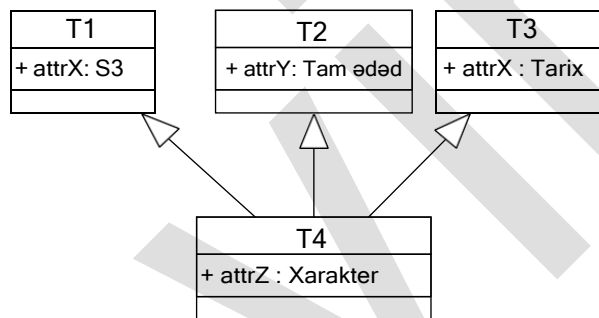 T1
+ attrX: S3
T2
+ attrY: Tam ədəd
T3
+ attrX : Tarix
T4
+ attrZ : Xarakter